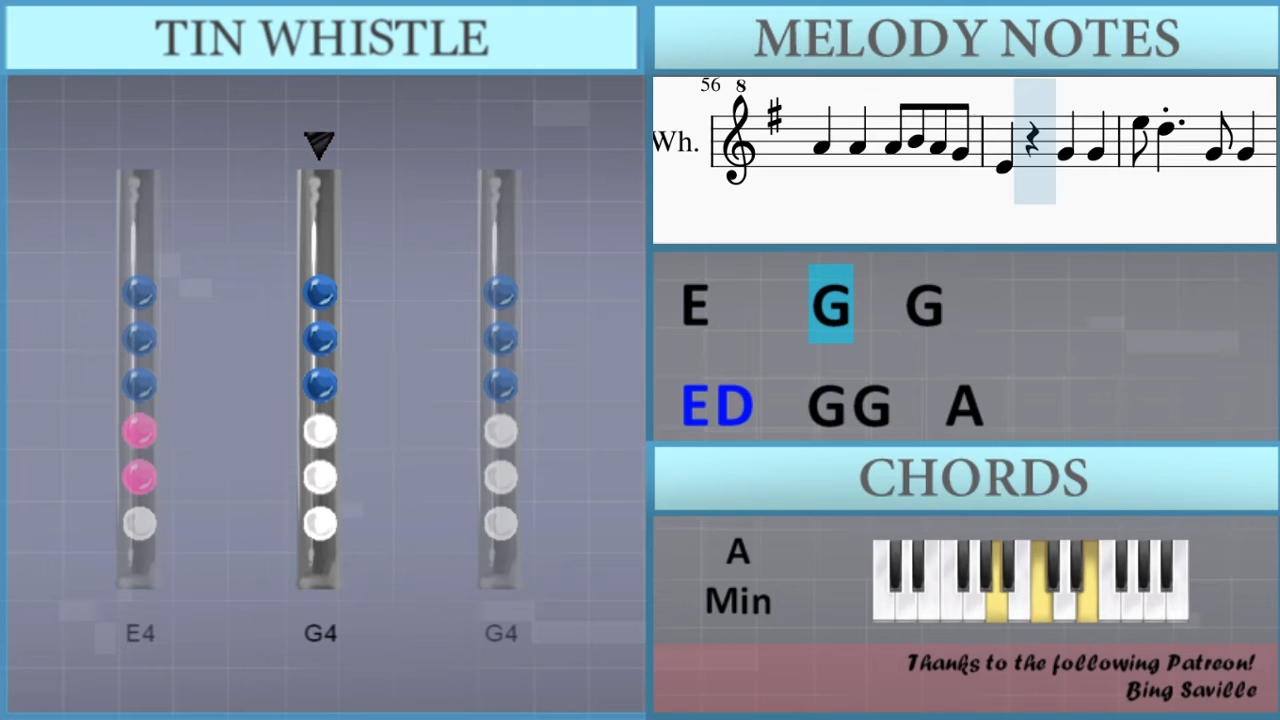 TIN WHISTLE
E4 G4 G4
MELODY NOTES
56 8
Wh.
E G G
ED GG A
CHORDS
A
Min
Thanks to the following Patreon!
Bing Saville